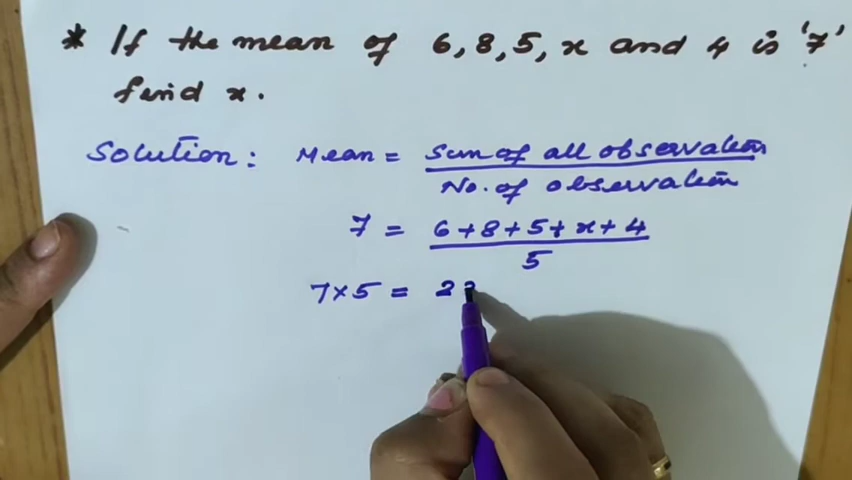 * If the mean of 6, 8, 5, x and 4 is '7'
find x.
Solution: Mean = Sum of all observation
No. of observation
7 = 6+8+5+x+4
5
7×5 = 23